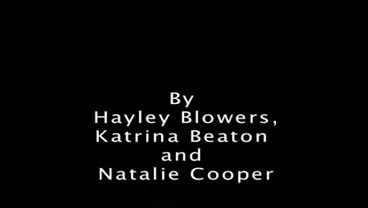 By
Hayley Blowers,
Katrina Beaton
and
Natalie Cooper